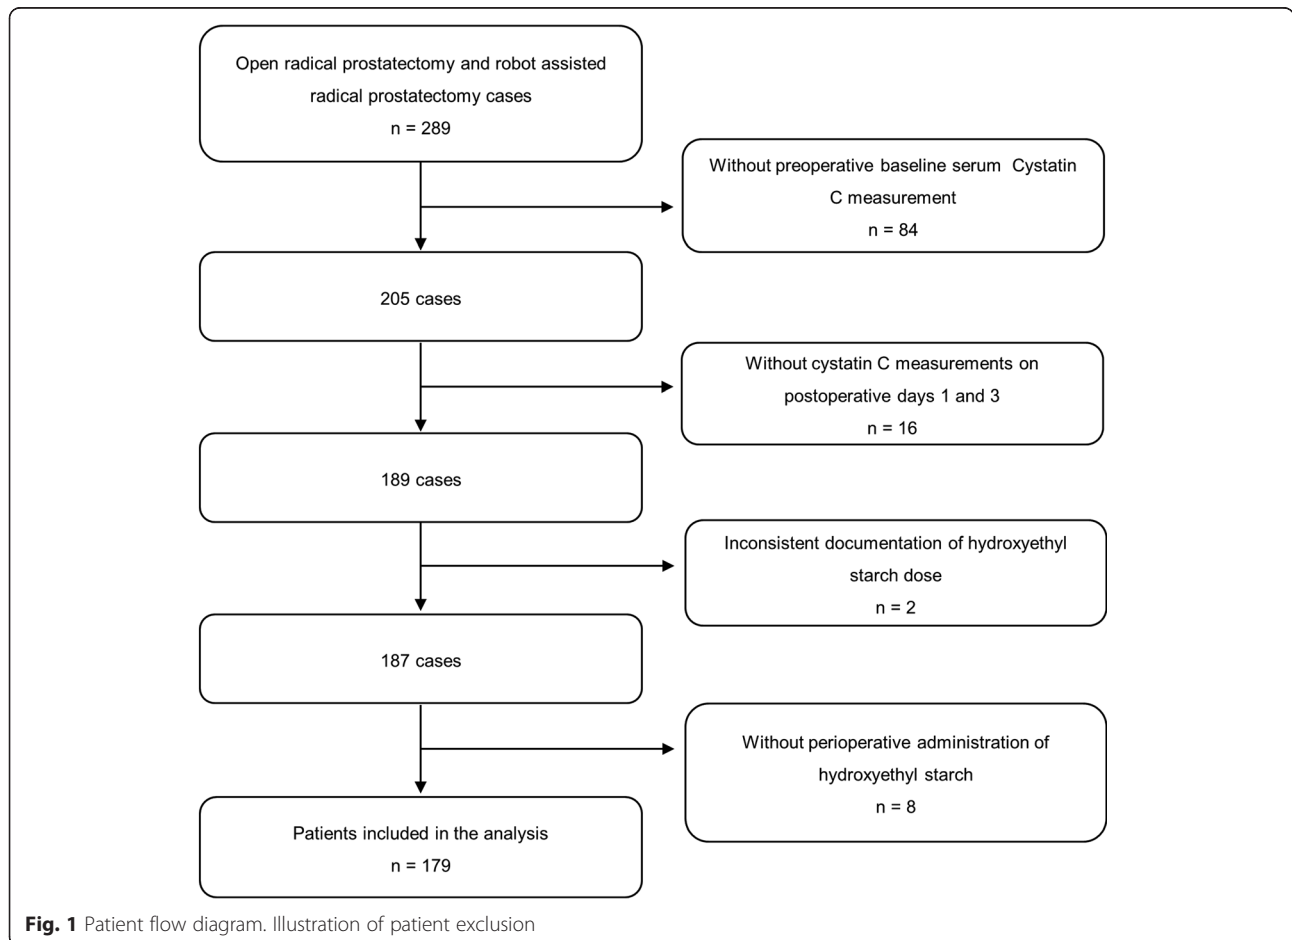 Open radical prostatectomy and robot assisted
radical prostatectomy cases
n = 289
Without preoperative baseline serum Cystatin
C measurement
n = 84
205 cases
Without cystatin C measurements on
postoperative days 1 and 3
n = 16
189 cases
Inconsistent documentation of hydroxyethyl
starch dose
n = 2
187 cases
Without perioperative administration of
hydroxyethyl starch
n = 8
Patients included in the analysis
n = 179
Fig. 1 Patient flow diagram. Illustration of patient exclusion